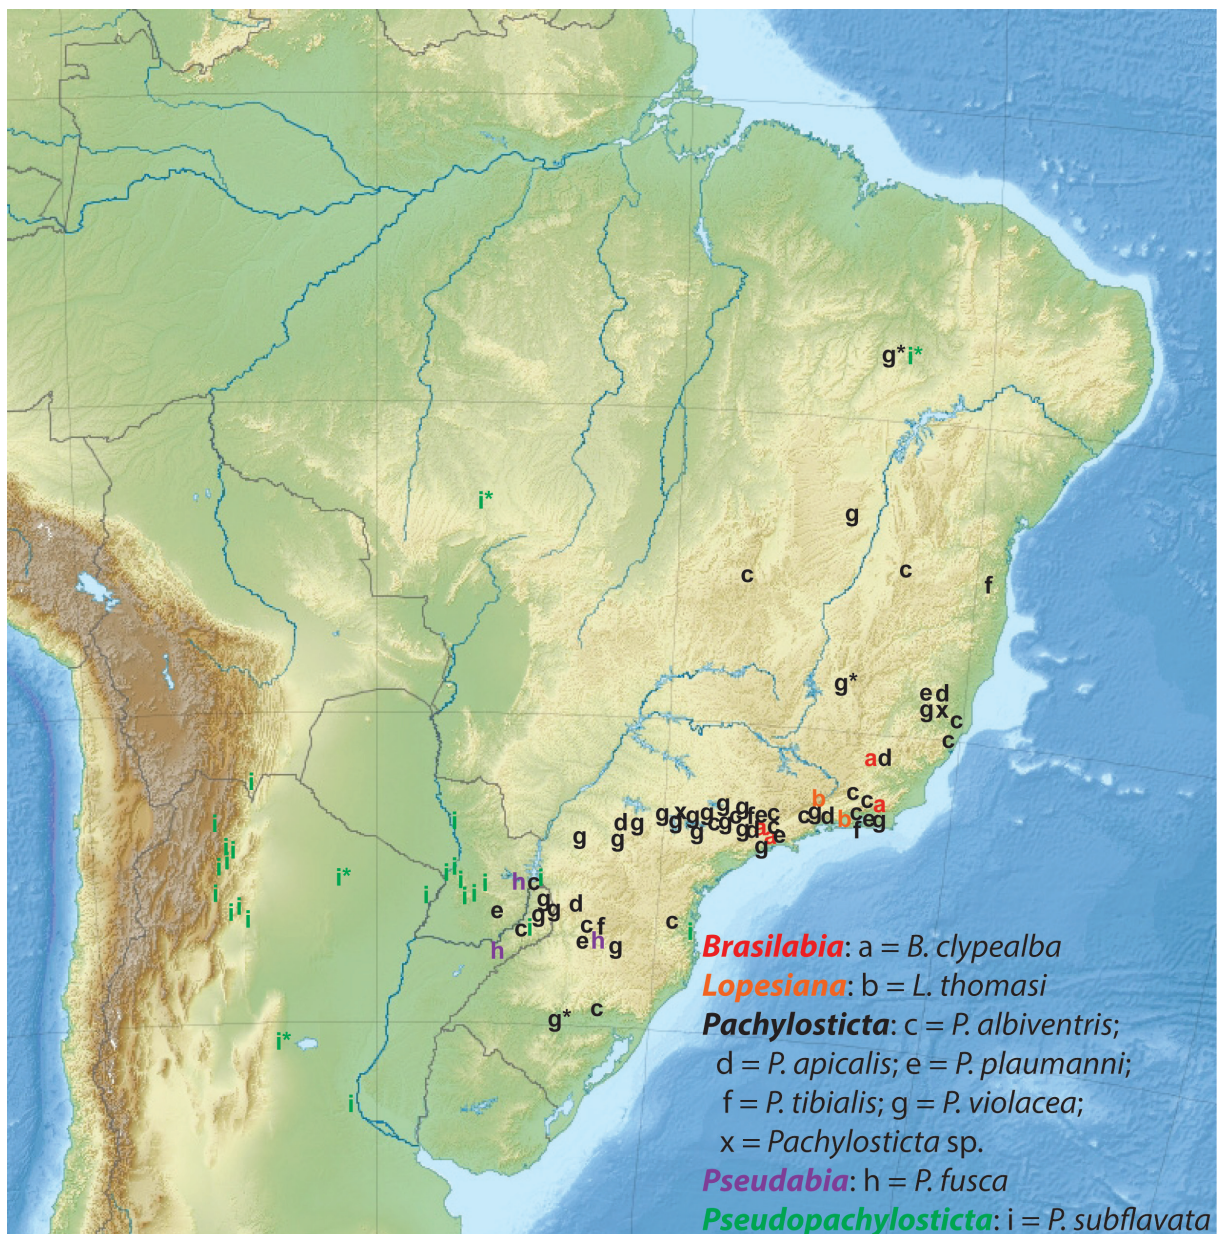 g* i*
i*
g
c
c
f
g*
e d
g x
c
c
a d
i
b
c
c
a
g
g
g x g g
c g c f e c
c g d
b
c e g
f
i
d g
g
g
g
g
d
a c
a e
g
i
i i
i i
i
i*
i
i
i
i
i
i
i
i
i
h c
i
e
g
g g
d
c i
c f
e h
g
h
c
i
i
i i
i
c
g*
i*
i
Brasilabia: a = B. clypealba
Lopesiana: b = L. thomasi
Pachylosticta: c = P. albiventris;
d = P. apicalis; e = P. plaumanni;
f = P. tibialis; g = P. violacea;
x = Pachylosticta sp.
Pseudabia: h = P. fusca
Pseudopachylosticta: i = P. subflavata